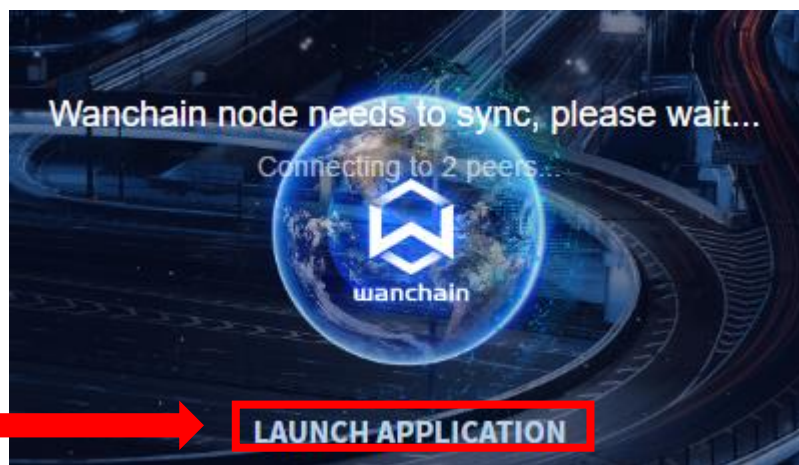 Wanchain node needs to sync, please wait...
Connecting to 2 peers...
wanchain
LAUNCH APPLICATION